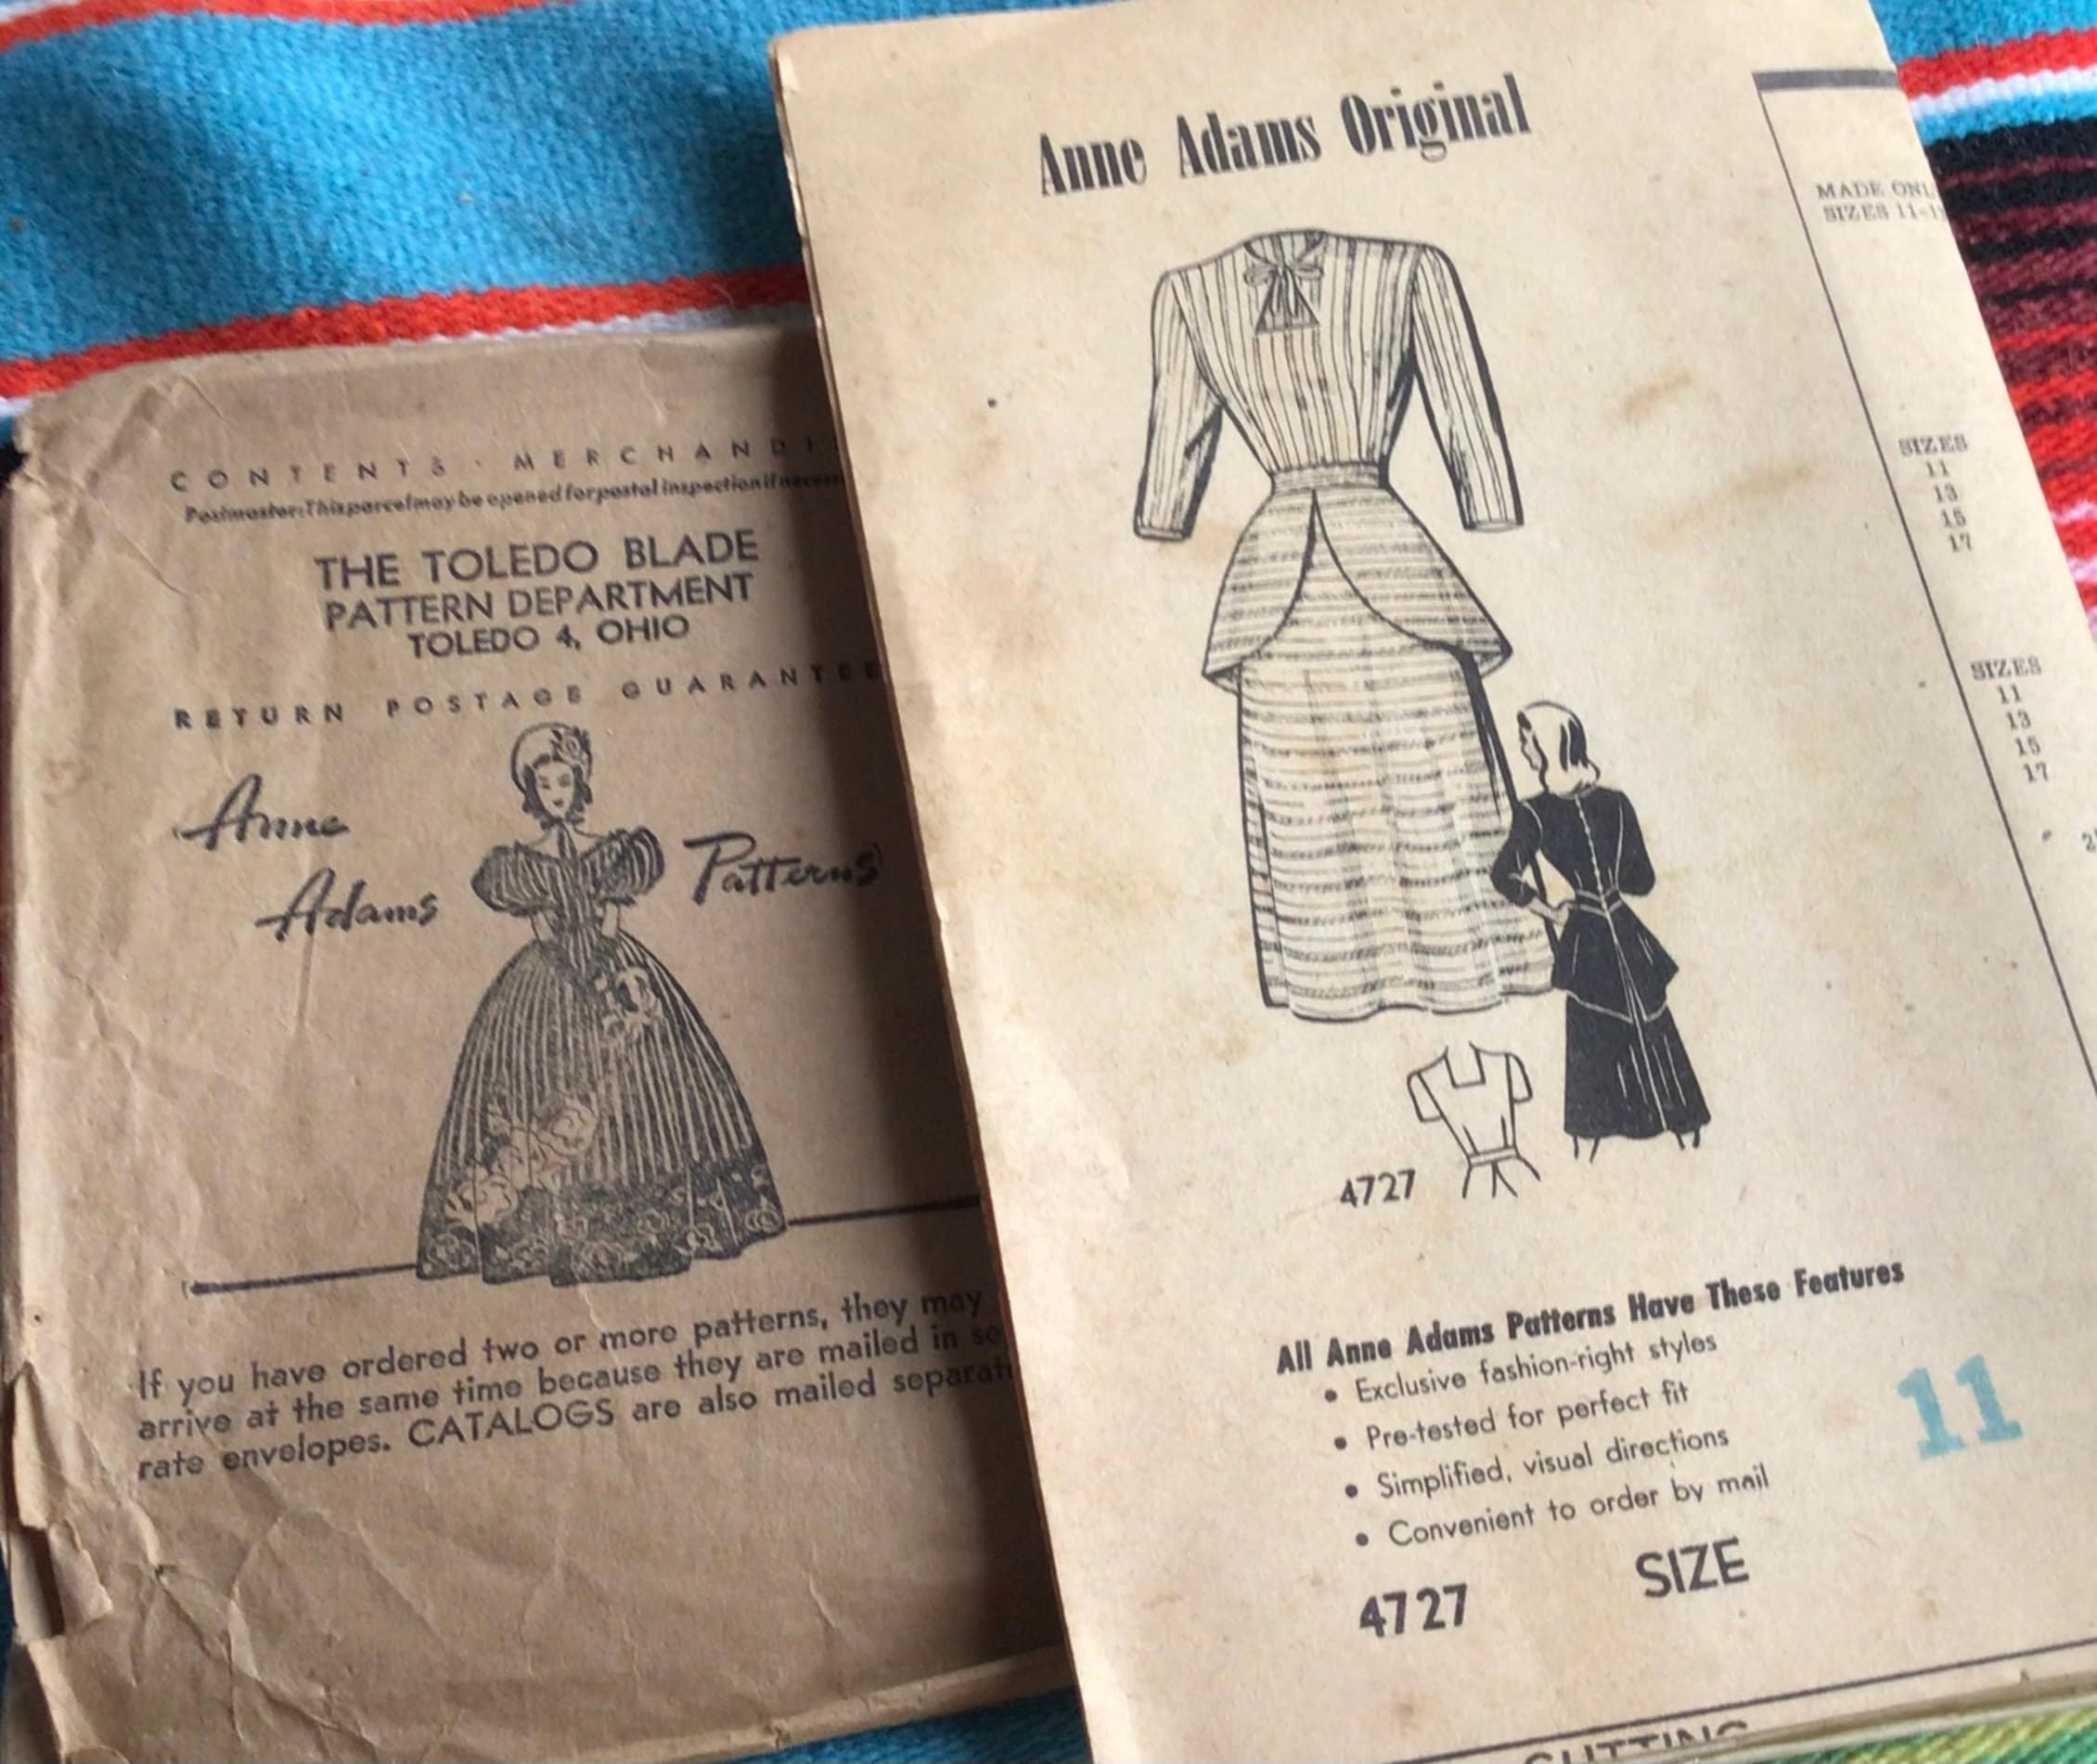 CONTENTS · MERCHANDI
Postmaster: This parcel may be opened for postal inspection if necess
THE TOLEDO BLADE
PATTERN DEPARTMENT
TOLEDO 4, OHIO
RETURN POSTAGE GUARANTEE
Anne
Adams
Patterns
If you have ordered two or more patterns, they may
arrive at the same time because they are mailed in se
rate envelopes. CATALOGS are also mailed separat
Anne Adams Original
4727
All Anne Adams Patterns Have These Features
• Exclusive fashion-right styles
• Pre-tested for perfect fit
• Simplified, visual directions
• Convenient to order by mail
11
4727 SIZE
MADE ONL
SIZES 11-1
SIZES
11
13
15
17
SIZES
11
13
15
17
CUTTING